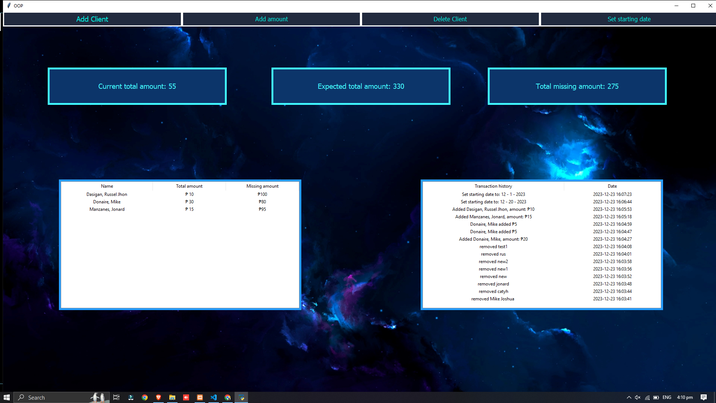 OOP
Add Client
Add amount
Delete Client
Set starting date
Current total amount: 55
Expected total amount: 330
Total missing amount: 275
Name Total amount Missing amount
Dasigan, Russel Jhon ₱ 10 ₱100
Donaire, Mike ₱ 30 ₱80
Manzanes, Jonard ₱ 15 ₱95
Transaction history Date
Set starting date to: 12 - 1 - 2023 2023-12-23 16:07:23
Set starting date to: 12 - 20 - 2023 2023-12-23 16:06:44
Added Dasigan, Russel Jhon, amount: ₱10 2023-12-23 16:05:53
Added Manzanes, Jonard, amount: ₱15 2023-12-23 16:05:18
Donaire, Mike added ₱5 2023-12-23 16:04:59
Donaire, Mike added ₱5 2023-12-23 16:04:47
Added Donaire, Mike, amount: ₱20 2023-12-23 16:04:27
removed test1 2023-12-23 16:04:08
removed rus 2023-12-23 16:04:01
removed new2 2023-12-23 16:03:58
removed new1 2023-12-23 16:03:56
removed new 2023-12-23 16:03:52
removed jonard 2023-12-23 16:03:48
removed catyh 2023-12-23 16:03:44
removed Mike Joshua 2023-12-23 16:03:41
Search
ENG
4:10 pm